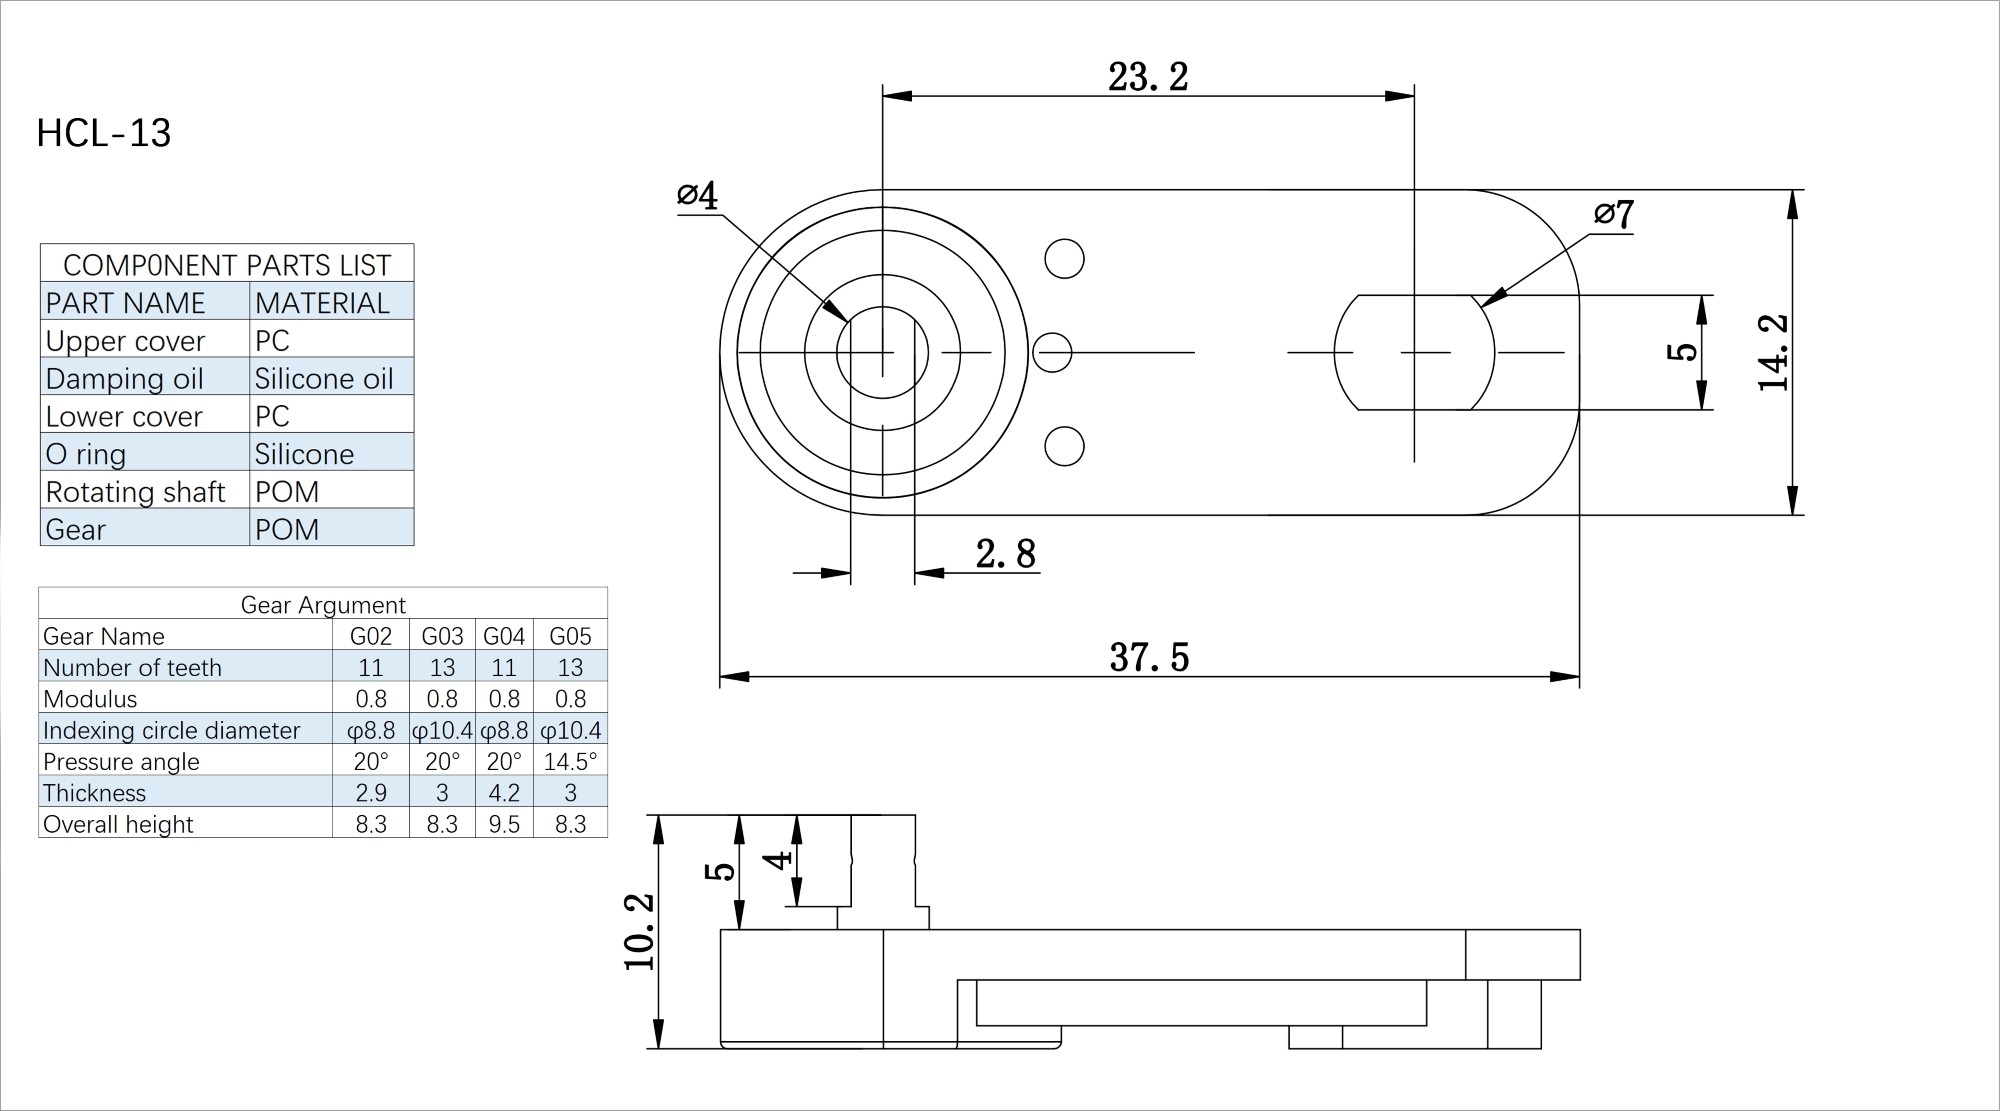 HCL-13
COMP0NENT PARTS LIST
PART NAME MATERIAL
Upper cover PC
Damping oil Silicone oil
Lower cover PC
O ring Silicone
Rotating shaft POM
Gear POM
Gear Argument
Gear Name G02 G03 G04 G05
Number of teeth 11 13 11 13
Modulus 0.8 0.8 0.8 0.8
Indexing circle diameter φ8.8 φ10.4 φ8.8 φ10.4
Pressure angle 20° 20° 20° 14.5°
Thickness 2.9 3 4.2 3
Overall height 8.3 8.3 9.5 8.3
23.2
⌀4
⌀7
5
14.2
2.8
37.5
10.2
5
4